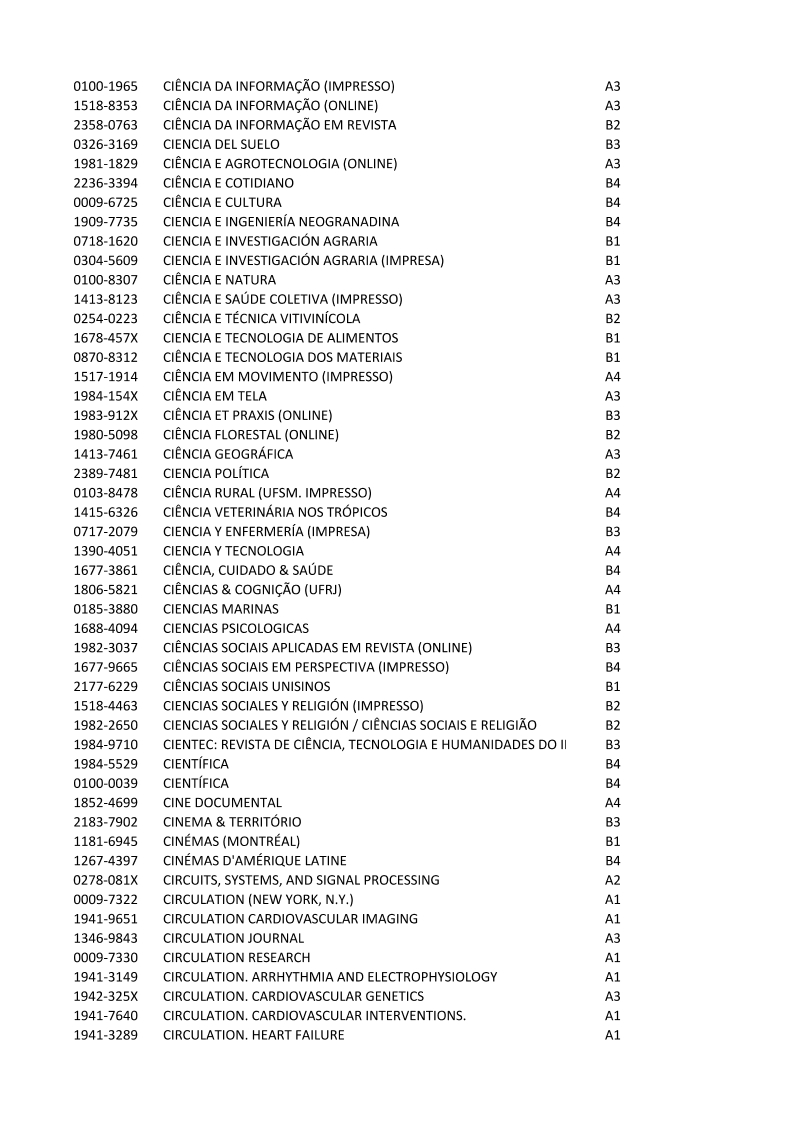 0100-1965 CIÊNCIA DA INFORMAÇÃO (IMPRESSO) A3
1518-8353 CIÊNCIA DA INFORMAÇÃO (ONLINE) A3
2358-0763 CIÊNCIA DA INFORMAÇÃO EM REVISTA B2
0326-3169 CIENCIA DEL SUELO B3
1981-1829 CIÊNCIA E AGROTECNOLOGIA (ONLINE) A3
2236-3394 CIÊNCIA E COTIDIANO B4
0009-6725 CIÊNCIA E CULTURA B4
1909-7735 CIENCIA E INGENIERÍA NEOGRANADINA B4
0718-1620 CIENCIA E INVESTIGACIÓN AGRARIA B1
0304-5609 CIENCIA E INVESTIGACIÓN AGRARIA (IMPRESA) B1
0100-8307 CIÊNCIA E NATURA A3
1413-8123 CIÊNCIA E SAÚDE COLETIVA (IMPRESSO) A3
0254-0223 CIÊNCIA E TÉCNICA VITIVINÍCOLA B2
1678-457X CIENCIA E TECNOLOGIA DE ALIMENTOS B1
0870-8312 CIÊNCIA E TECNOLOGIA DOS MATERIAIS B1
1517-1914 CIÊNCIA EM MOVIMENTO (IMPRESSO) A4
1984-154X CIÊNCIA EM TELA A3
1983-912X CIÊNCIA ET PRAXIS (ONLINE) B3
1980-5098 CIÊNCIA FLORESTAL (ONLINE) B2
1413-7461 CIÊNCIA GEOGRÁFICA A3
2389-7481 CIENCIA POLÍTICA B2
0103-8478 CIÊNCIA RURAL (UFSM. IMPRESSO) A4
1415-6326 CIÊNCIA VETERINÁRIA NOS TRÓPICOS B4
0717-2079 CIENCIA Y ENFERMERÍA (IMPRESA) B3
1390-4051 CIENCIA Y TECNOLOGIA A4
1677-3861 CIÊNCIA, CUIDADO & SAÚDE B4
1806-5821 CIÊNCIAS & COGNIÇÃO (UFRJ) A4
0185-3880 CIENCIAS MARINAS B1
1688-4094 CIENCIAS PSICOLOGICAS A4
1982-3037 CIÊNCIAS SOCIAIS APLICADAS EM REVISTA (ONLINE) B3
1677-9665 CIÊNCIAS SOCIAIS EM PERSPECTIVA (IMPRESSO) B4
2177-6229 CIÊNCIAS SOCIAIS UNISINOS B1
1518-4463 CIENCIAS SOCIALES Y RELIGIÓN (IMPRESSO) B2
1982-2650 CIENCIAS SOCIALES Y RELIGIÓN / CIÊNCIAS SOCIAIS E RELIGIÃO B2
1984-9710 CIENTEC: REVISTA DE CIÊNCIA, TECNOLOGIA E HUMANIDADES DO B3
1984-5529 CIENTÍFICA B4
0100-0039 CIENTÍFICA B4
1852-4699 CINE DOCUMENTAL A4
2183-7902 CINEMA & TERRITÓRIO B3
1181-6945 CINÉMAS (MONTRÉAL) B1
1267-4397 CINÉMAS D'AMÉRIQUE LATINE B4
0278-081X CIRCUITS, SYSTEMS, AND SIGNAL PROCESSING A2
0009-7322 CIRCULATION (NEW YORK, N.Y.) A1
1941-9651 CIRCULATION CARDIOVASCULAR IMAGING A1
1346-9843 CIRCULATION JOURNAL A3
0009-7330 CIRCULATION RESEARCH A1
1941-3149 CIRCULATION. ARRHYTHMIA AND ELECTROPHYSIOLOGY A1
1942-325X CIRCULATION. CARDIOVASCULAR GENETICS A3
1941-7640 CIRCULATION. CARDIOVASCULAR INTERVENTIONS. A1
1941-3289 CIRCULATION. HEART FAILURE A1